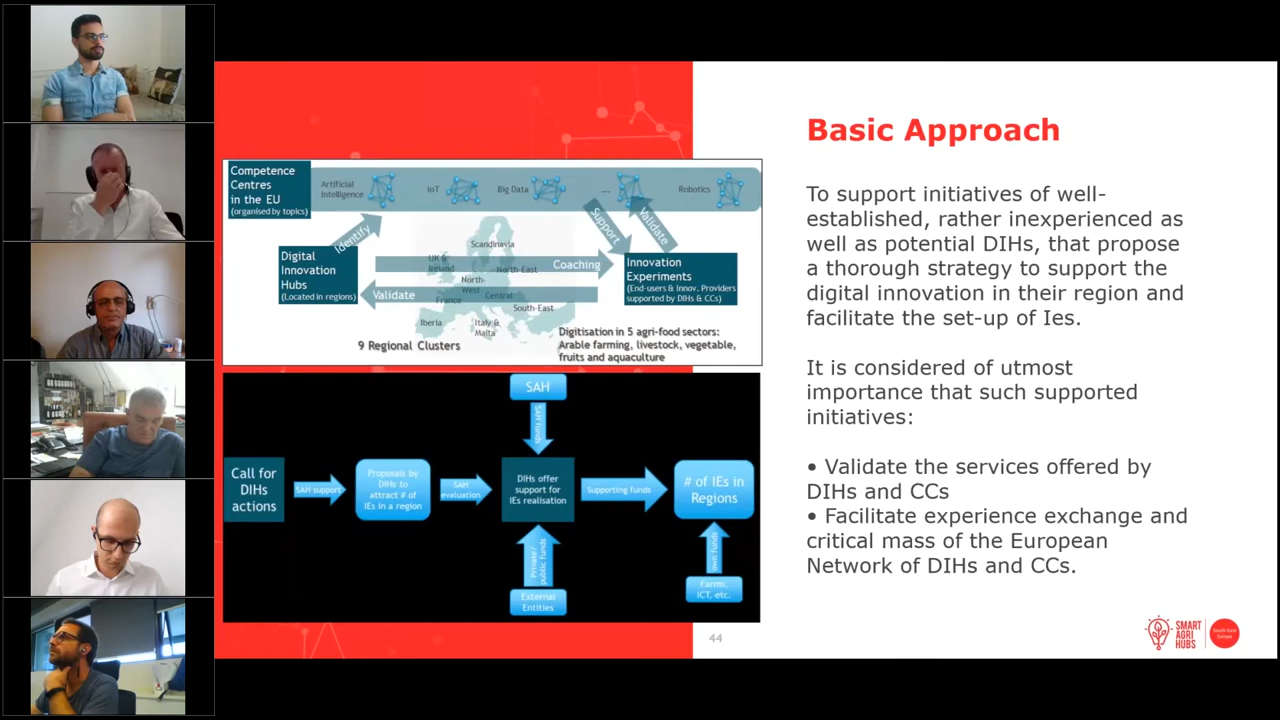 Competence
Centres
in the EU
(organised by topics)
Artificial
Intelligence
IoT
Big Data
...
Robotics
Identify
Support
Validate
Digital
Innovation
Hubs
(Located in regions)
Scandinavia
UK &
Ireland
North-East
North-
West
France
Central
South-East
Iberia
Italy &
Malta
Coaching
Validate
Innovation
Experiments
(End-users & Innov. Providers
supported by DIHs & CCs)
9 Regional Clusters
Digitisation in 5 agri-food sectors:
Arable farming, livestock, vegetable,
fruits and aquaculture
SAH
SAH funds
Call for
DIHs
actions
SAH support
Proposals by
DIHs to
attract # of
IEs in a region
SAH
evaluation
DIHs offer
support for
IEs realisation
Supporting funds
# of IEs in
Regions
Private/
public funds
External
Entities
own funds
Farms,
ICT, etc.
Basic Approach
To support initiatives of well-
established, rather inexperienced as
well as potential DIHs, that propose
a thorough strategy to support the
digital innovation in their region and
facilitate the set-up of Ies.
It is considered of utmost
importance that such supported
initiatives:
• Validate the services offered by
DIHs and CCs
• Facilitate experience exchange and
critical mass of the European
Network of DIHs and CCs.
44
SMART
AGRI
HUBS
South-East
Europe